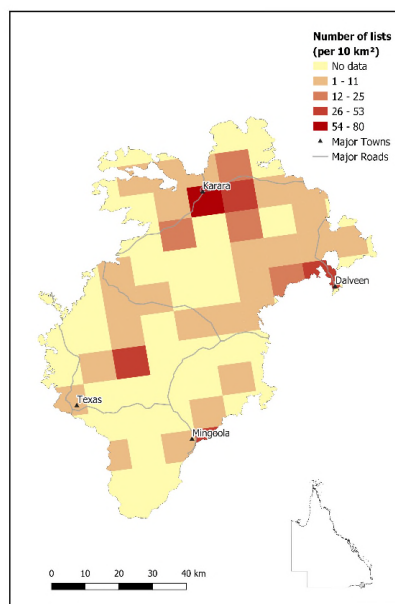 Number of lists
(per 10 km²)
No data
1 - 11
12 - 25
26 - 53
54 - 80
Major Towns
Major Roads
Karara
Dalveen
Texas
Mingoola
0 10 20 30 40 km